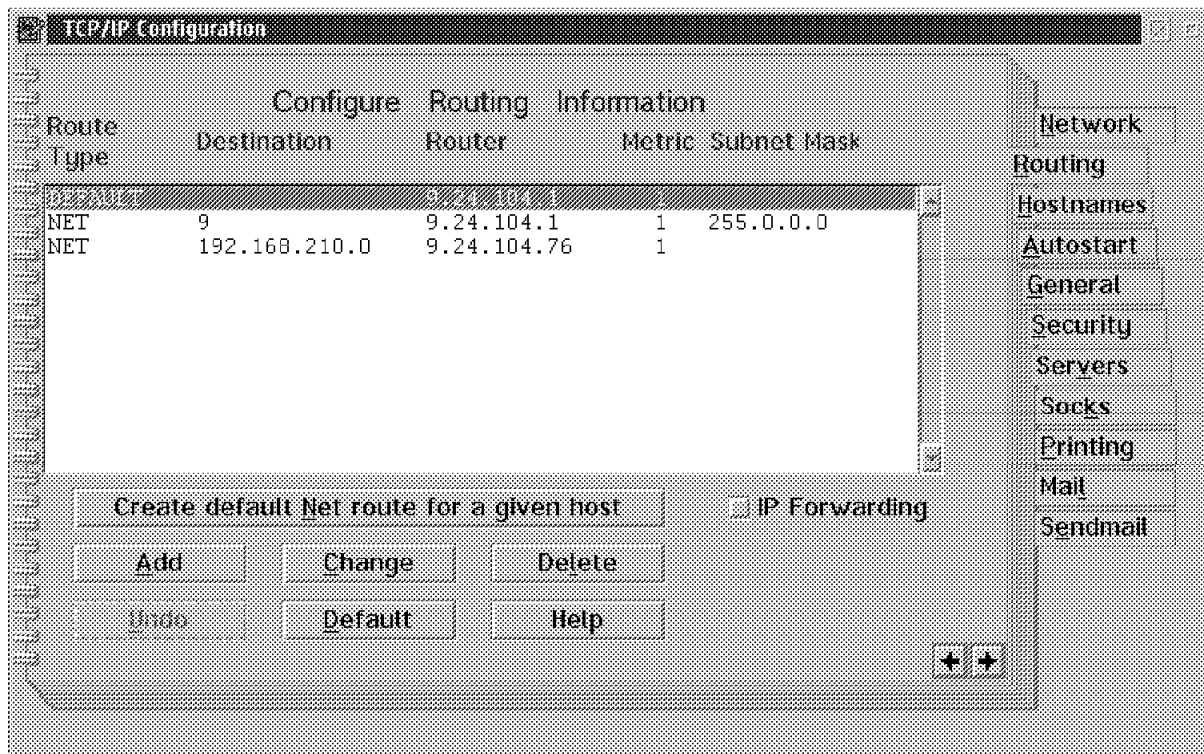 TCP/IP Configuration
Configure Routing Information
Route Type Destination Router Metric Subnet Mask
DEFAULT 9.24.104.1 1
NET 9 9.24.104.1 1 255.0.0.0
NET 192.168.210.0 9.24.104.76 1
Create default Net route for a given host
IP Forwarding
Add Change Delete
Undo Default Help
Network
Routing
Hostnames
Autostart
General
Security
Servers
Socks
Printing
Mail
Sendmail